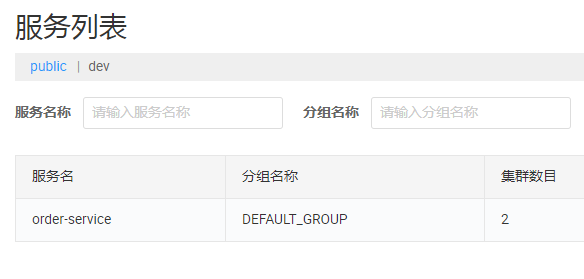 服务列表
public | dev
服务名称 请输入服务名称 分组名称 请输入分组名称
服务名 分组名称 集群数目
order-service DEFAULT_GROUP 2